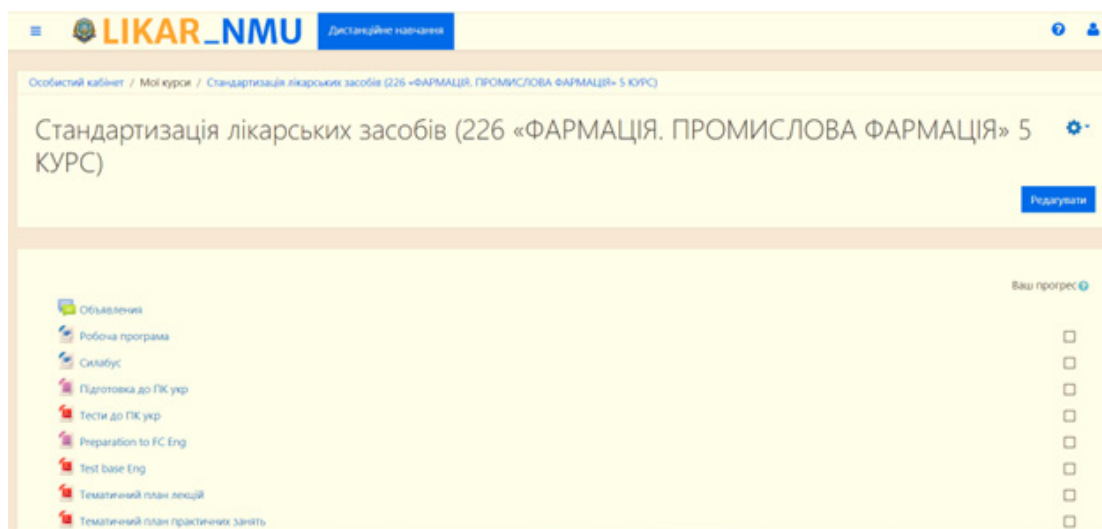 LIKAR_NMU Дистанційне навчання
Особистий кабінет / Мої курси / Стандартизація лікарських засобів (226 «ФАРМАЦІЯ. ПРОМИСЛОВА ФАРМАЦІЯ» 5 КУРС)
Стандартизація лікарських засобів (226 «ФАРМАЦІЯ. ПРОМИСЛОВА ФАРМАЦІЯ» 5
КУРС)
Редагувати
Ваш прогрес
Объявления
Робоча програма
Силабус
Підготовка до ПК укр
Тести до ПК укр
Preparation to FC Eng
Test base Eng
Тематичний план лекцій
Тематичний план практичних занять